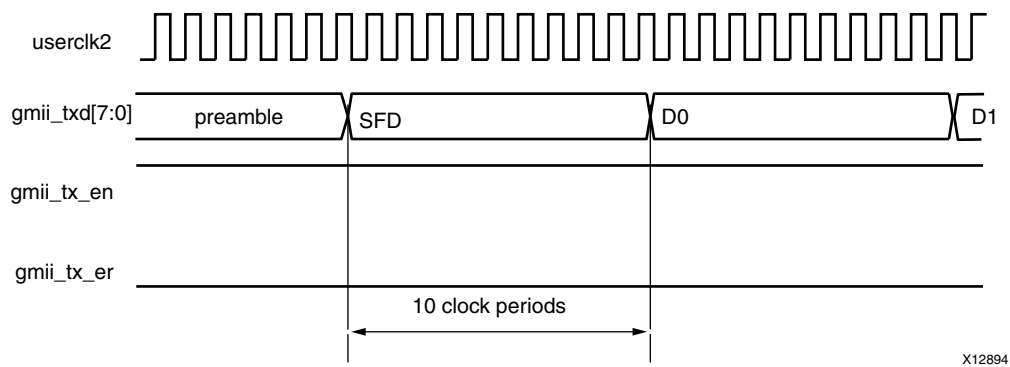 userclk2
gmii_txd[7:0] preamble SFD D0 D1
gmii_tx_en
gmii_tx_er
10 clock periods
X12894